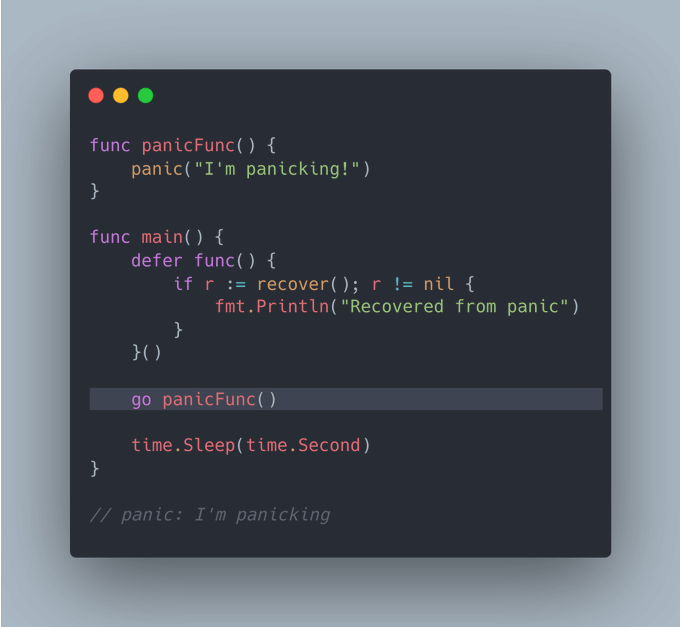 func panicFunc() {
    panic("I'm panicking!")
}

func main() {
    defer func() {
        if r := recover(); r != nil {
            fmt.Println("Recovered from panic")
        }
    }()

    go panicFunc()

    time.Sleep(time.Second)
}

// panic: I'm panicking